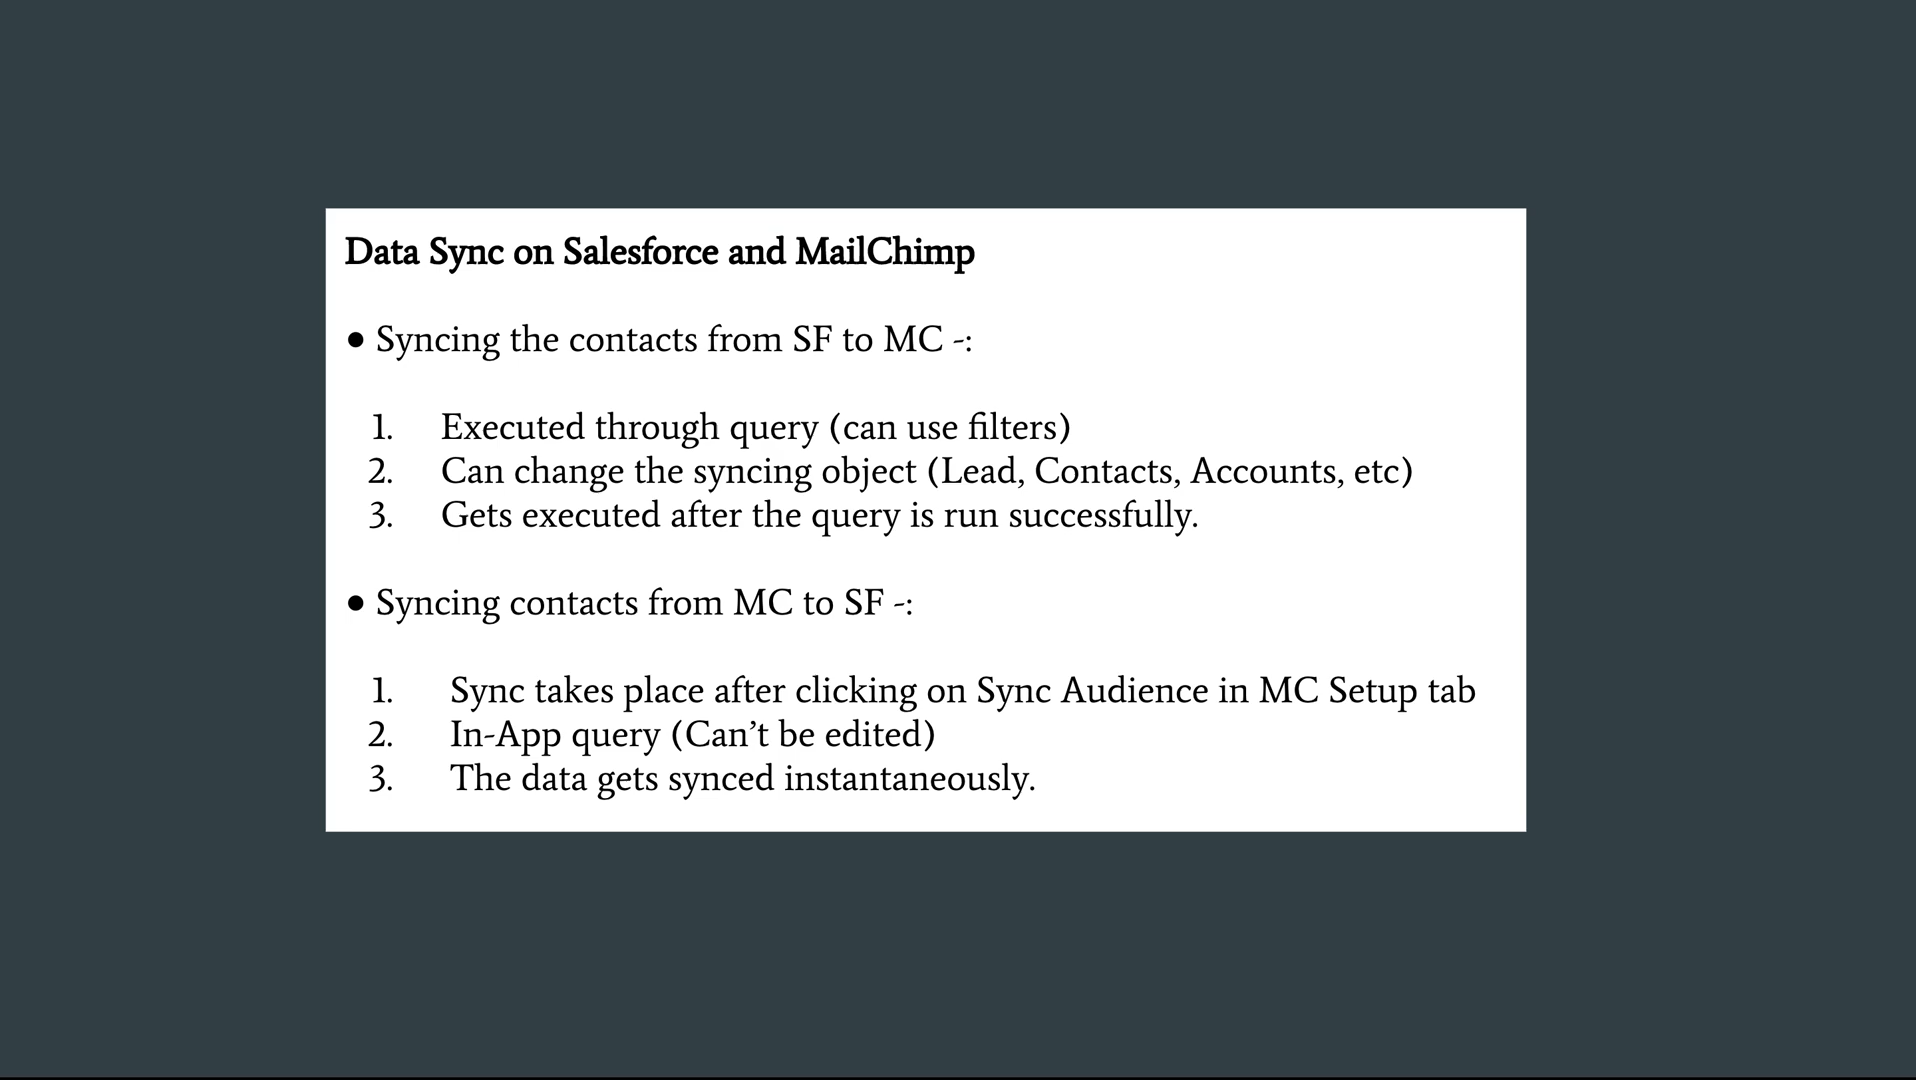 Data Sync on Salesforce and MailChimp
● Syncing the contacts from SF to MC -:
1. Executed through query (can use filters)
2. Can change the syncing object (Lead, Contacts, Accounts, etc)
3. Gets executed after the query is run successfully.
● Syncing contacts from MC to SF -:
1. Sync takes place after clicking on Sync Audience in MC Setup tab
2. In-App query (Can’t be edited)
3. The data gets synced instantaneously.